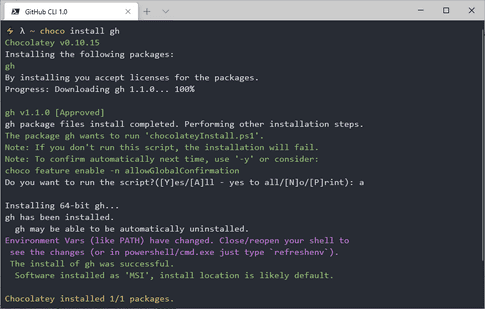 GitHub CLI 1.0
λ ~ choco install gh
Chocolatey v0.10.15
Installing the following packages:
gh
By installing you accept licenses for the packages.
Progress: Downloading gh 1.1.0... 100%
gh v1.1.0 [Approved]
gh package files install completed. Performing other installation steps.
The package gh wants to run 'chocolateyInstall.ps1'.
Note: If you don't run this script, the installation will fail.
Note: To confirm automatically next time, use '-y' or consider:
choco feature enable -n allowGlobalConfirmation
Do you want to run the script?([Y]es/[A]ll - yes to all/[N]o/[P]rint): a
Installing 64-bit gh...
gh has been installed.
gh may be able to be automatically uninstalled.
Environment Vars (like PATH) have changed. Close/reopen your shell to
see the changes (or in powershell/cmd.exe just type `refreshenv`).
The install of gh was successful.
Software installed as 'MSI', install location is likely default.
Chocolatey installed 1/1 packages.